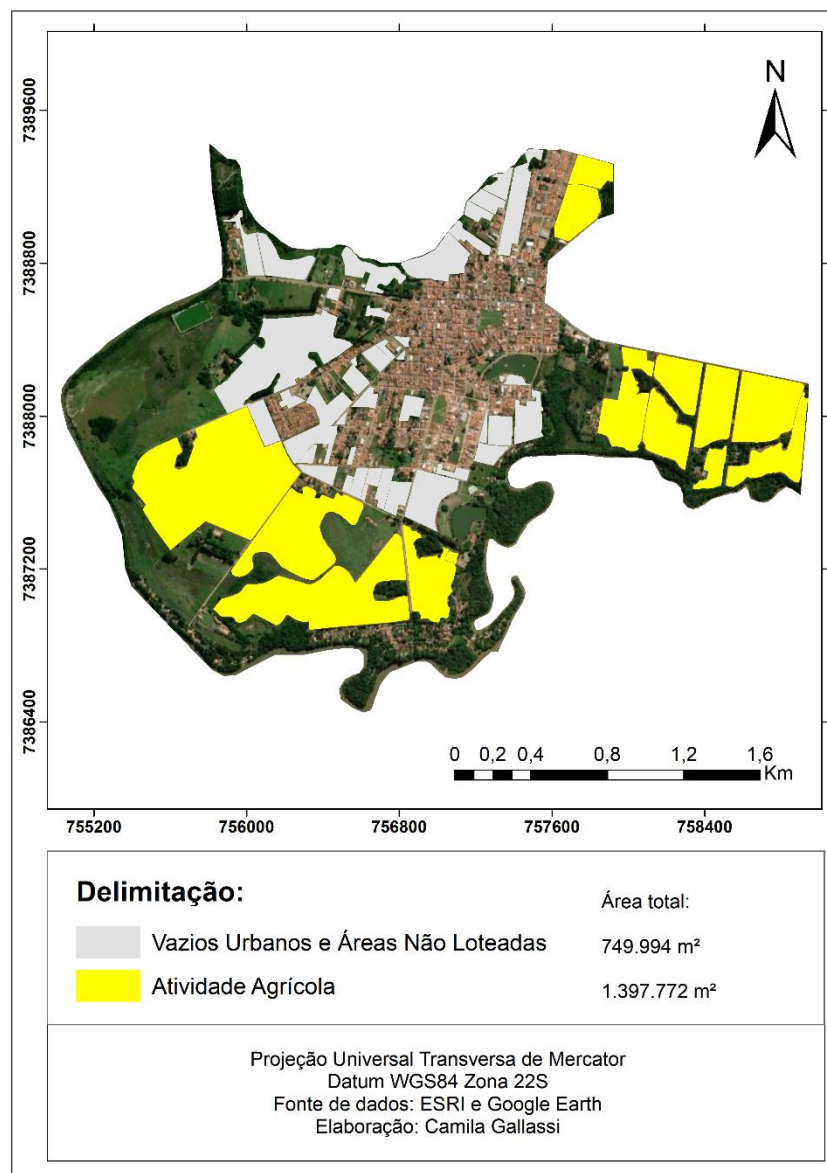 N
7389600
7388800
7388000
7387200
7386400
0 0,2 0,4 0,8 1,2 1,6
Km
755200 756000 756800 757600 758400
Delimitação:
Área total:
Vazios Urbanos e Áreas Não Loteadas 749.994 m²
Atividade Agrícola 1.397.772 m²
Projeção Universal Transversa de Mercator
Datum WGS84 Zona 22S
Fonte de dados: ESRI e Google Earth
Elaboração: Camila Gallassi